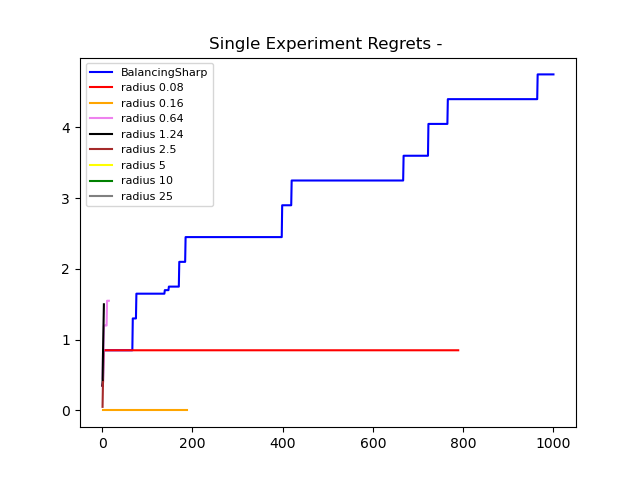 Single Experiment Regrets -
BalancingSharp
radius 0.08
radius 0.16
radius 0.64
radius 1.24
radius 2.5
radius 5
radius 10
radius 25
4
3
2
1
0
0 200 400 600 800 1000